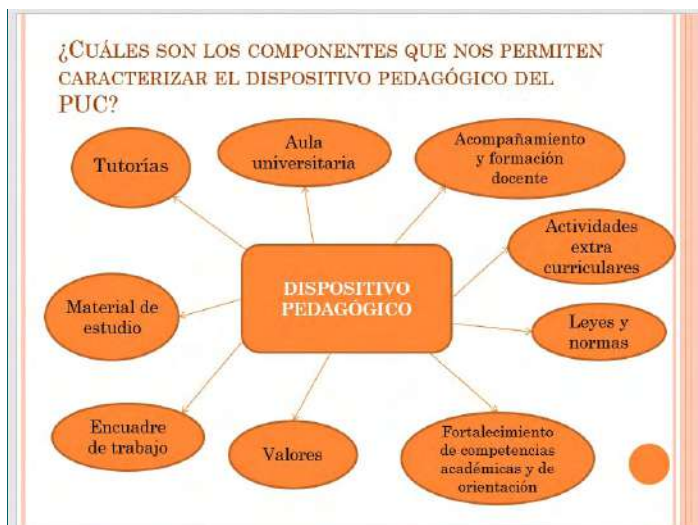 ¿CUÁLES SON LOS COMPONENTES QUE NOS PERMITEN
CARACTERIZAR EL DISPOSITIVO PEDAGÓGICO DEL
PUC?
Tutorías
Aula
universitaria
Acompañamiento
y formación
docente
Actividades
extra
curriculares
DISPOSITIVO
PEDAGÓGICO
Material de
estudio
Leyes y
normas
Encuadre
de trabajo
Valores
Fortalecimiento
de competencias
académicas y de
orientación